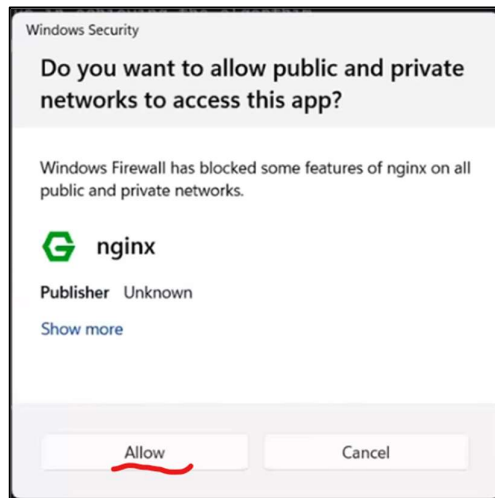 Windows Security
Do you want to allow public and private
networks to access this app?
Windows Firewall has blocked some features of nginx on all
public and private networks.
nginx
Publisher Unknown
Show more
Allow
Cancel